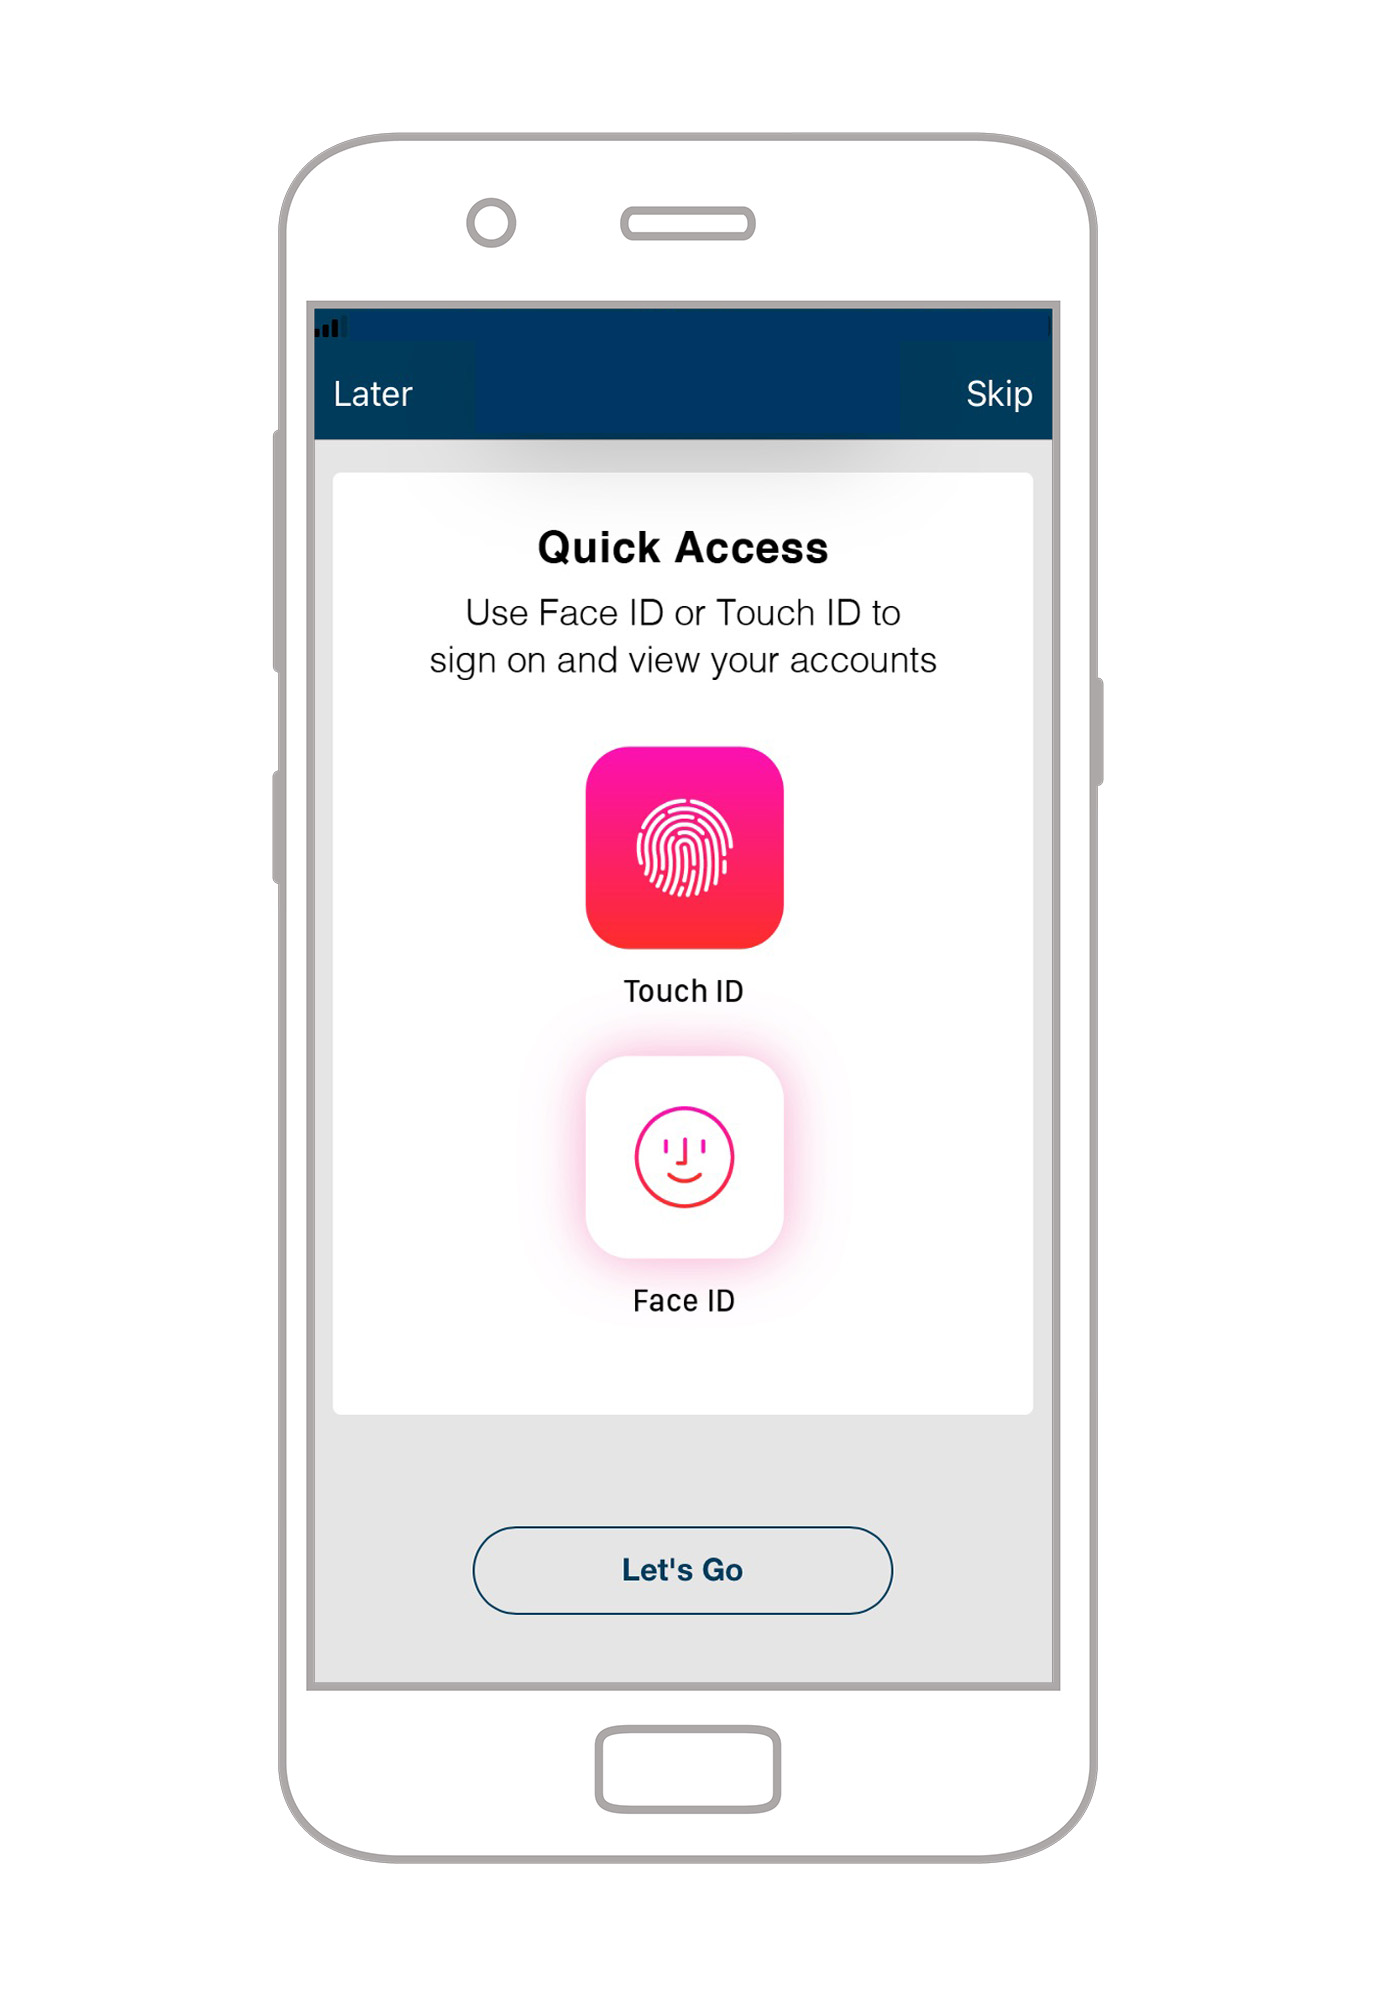 Later
Skip
Quick Access
Use Face ID or Touch ID to
sign on and view your accounts
Touch ID
Face ID
Let's Go